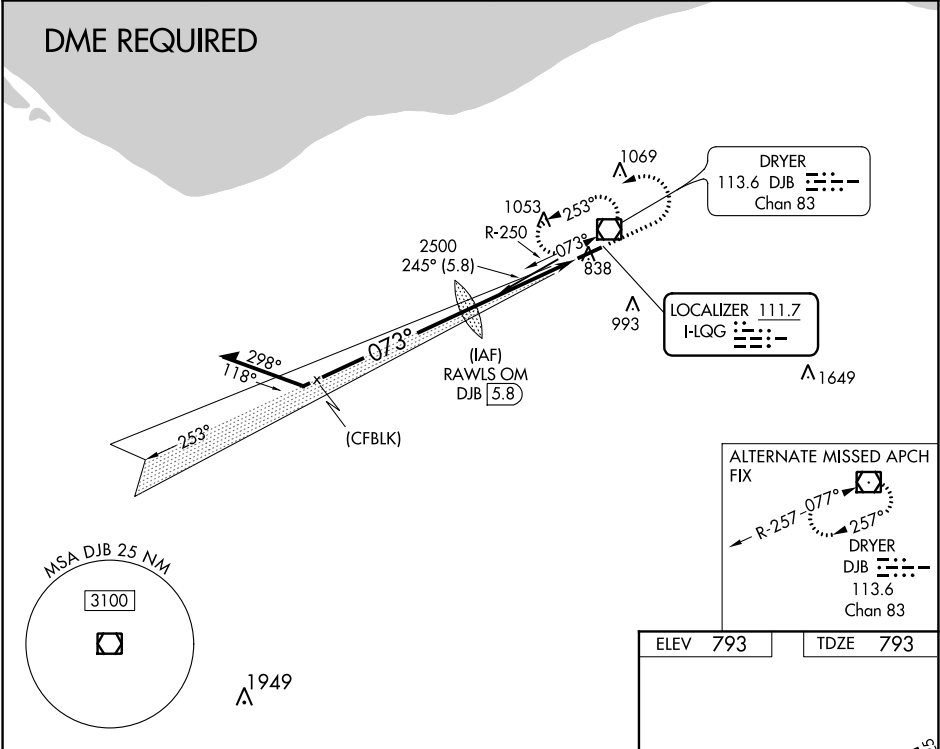 DME REQUIRED
1069
DRYER
113.6 DJB
Chan 83
1053
253°
R-250
073°
838
2500
245° (5.8)
993
LOCALIZER 111.7
I-LQG
1649
073°
(IAF)
RAWLS OM
DJB 5.8
298°
118°
(CFBLK)
253°
ALTERNATE MISSED APCH
FIX
R-257
077°
257°
DRYER
DJB
113.6
Chan 83
MSA DJB 25 NM
3100
1949
ELEV 793
TDZE 793